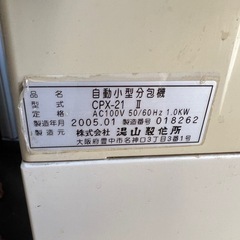 品名 自動小型分包機
型式 CPX-21 Ⅱ
定格 AC100V 50/60Hz 1.0KW
製造年月 2005.01 製造番号 018262
株式会社 湯山製作所
大阪府豊中市名神口3丁目3番1号